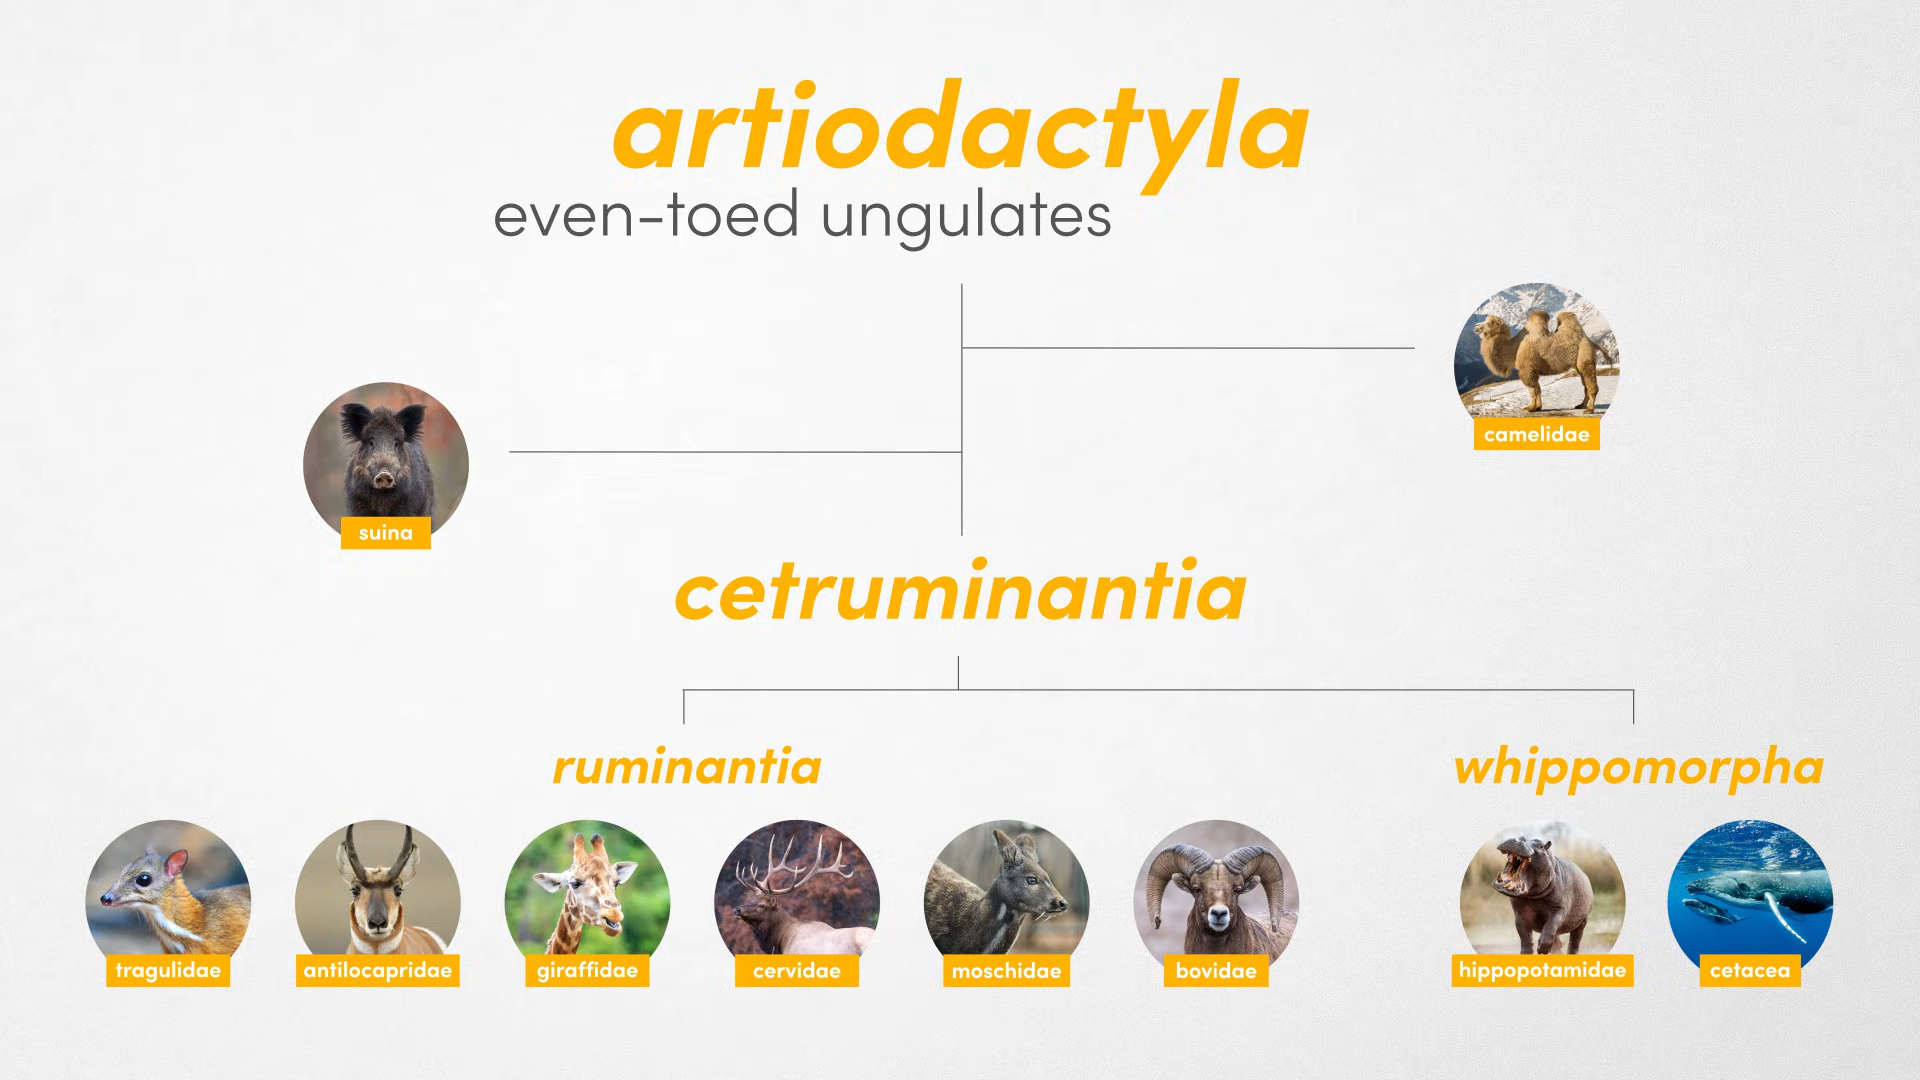 artiodactyla
even-toed ungulates
camelidae
suina
cetruminantia
ruminantia
whippomorpha
tragulidae
antilocapridae
giraffidae
cervidae
moschidae
bovidae
hippopotamidae
cetacea